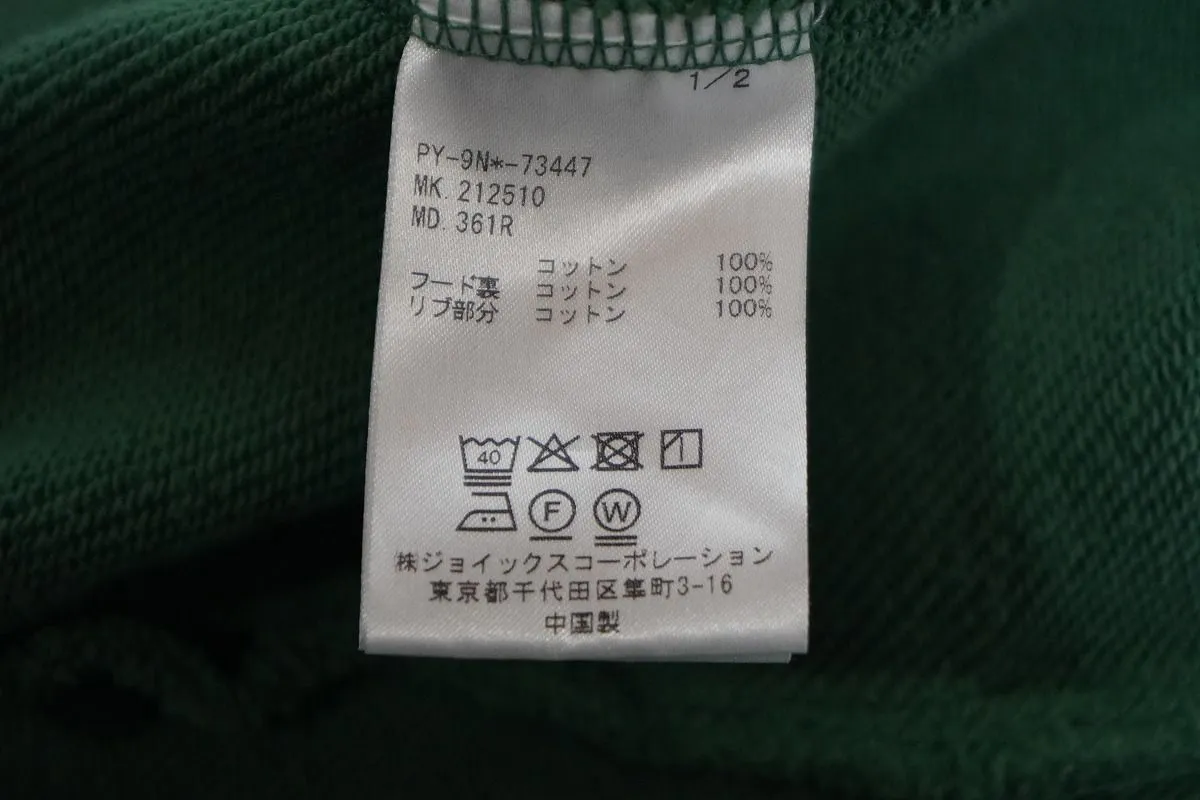 1/2
PY-9N*-73447
MK. 212510
MD. 361R
コットン 100%
フード裏 コットン 100%
リブ部分 コットン 100%
40
F W
㈱ジョイックスコーポレーション
東京都千代田区隼町3-16
中国製